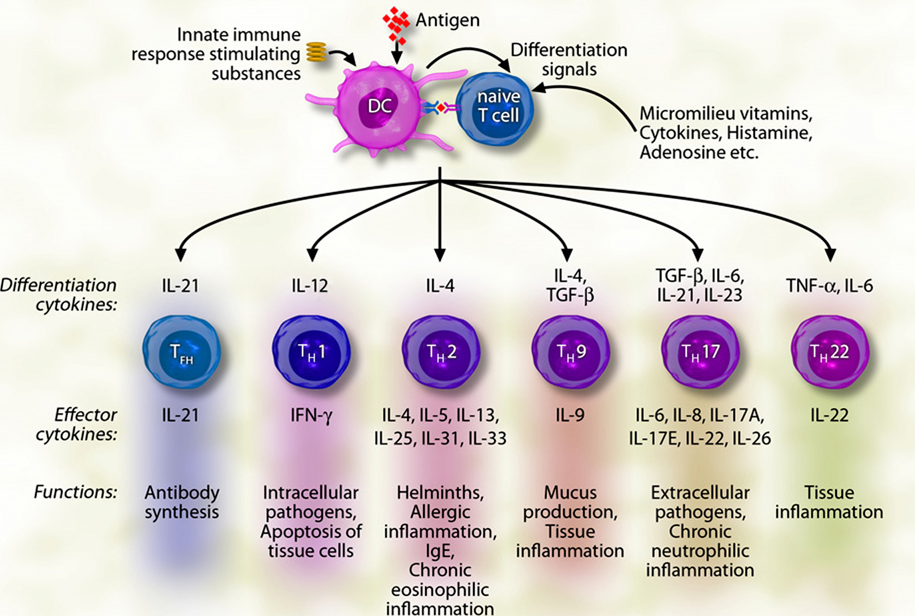 Antigen
Innate immune
response stimulating
substances
Differentiation
signals
DC
naive
T cell
Micromilieu vitamins,
Cytokines, Histamine,
Adenosine etc.
Differentiation
cytokines:
IL-21
IL-12
IL-4
IL-4,
TGF-β
TGF-β, IL-6,
IL-21, IL-23
TNF-α, IL-6
TFH
TH1
TH2
TH9
TH17
TH22
Effector
cytokines:
IL-21
IFN-γ
IL-4, IL-5, IL-13,
IL-25, IL-31, IL-33
IL-9
IL-6, IL-8, IL-17A,
IL-17E, IL-22, IL-26
IL-22
Functions:
Antibody
synthesis
Intracellular
pathogens,
Apoptosis of
tissue cells
Helminths,
Allergic
inflammation,
IgE,
Chronic
eosinophilic
inflammation
Mucus
production,
Tissue
inflammation
Extracellular
pathogens,
Chronic
neutrophilic
inflammation
Tissue
inflammation